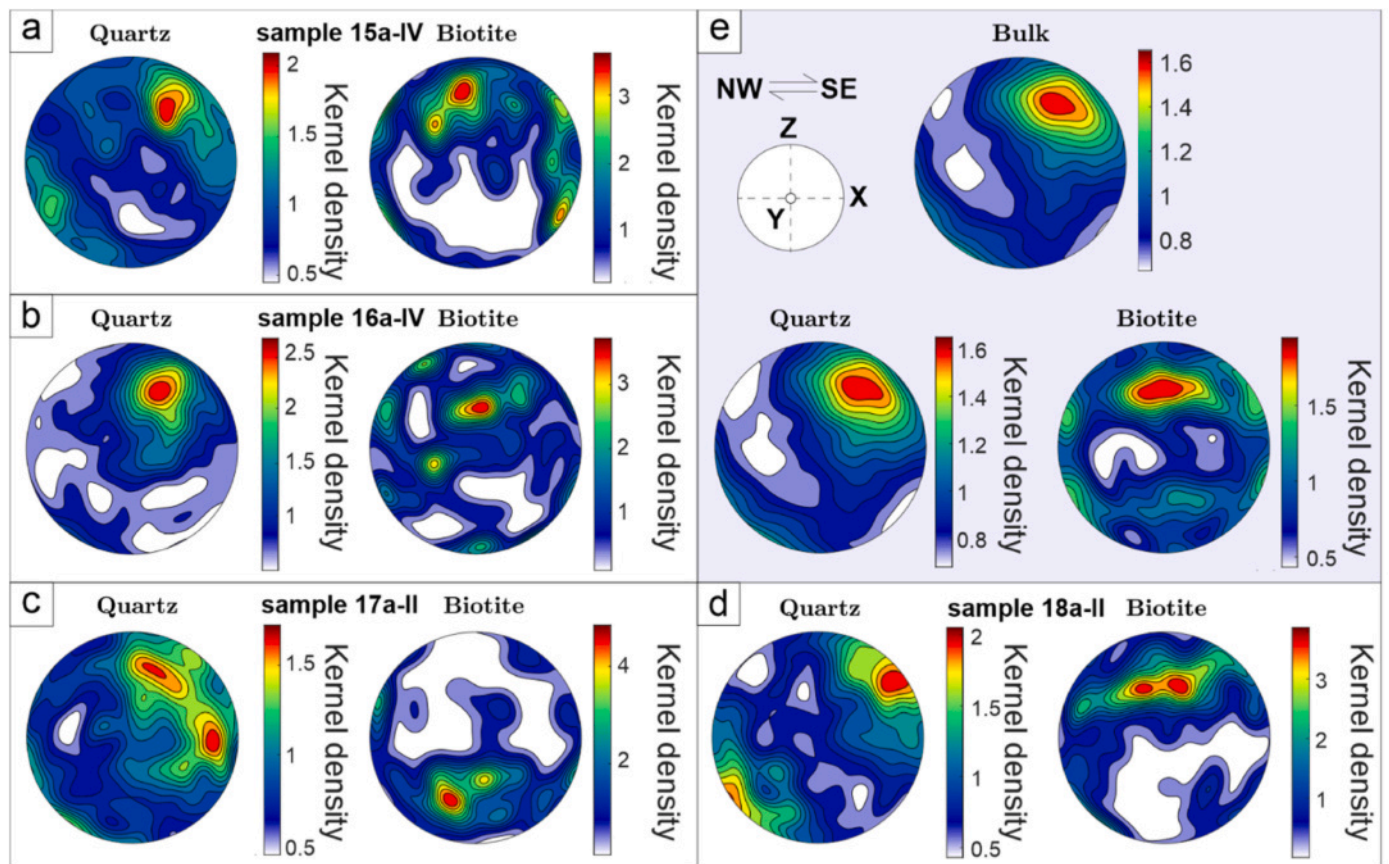 a
Quartz
sample 15a-IV
Biotite
2
1.5
1
0.5
Kernel density
3
2
1
Kernel density
e
Bulk
NW
SE
Z
X
Y
1.6
1.4
1.2
1
0.8
Kernel density
b
Quartz
sample 16a-IV
Biotite
2.5
2
1.5
1
Kernel density
3
2
1
Kernel density
Quartz
Biotite
1.6
1.4
1.2
1
0.8
Kernel density
1.5
1
0.5
Kernel density
c
Quartz
sample 17a-II
Biotite
1.5
1
0.5
Kernel density
4
2
Kernel density
d
Quartz
sample 18a-II
Biotite
2
1.5
1
0.5
Kernel density
3
2
1
Kernel density